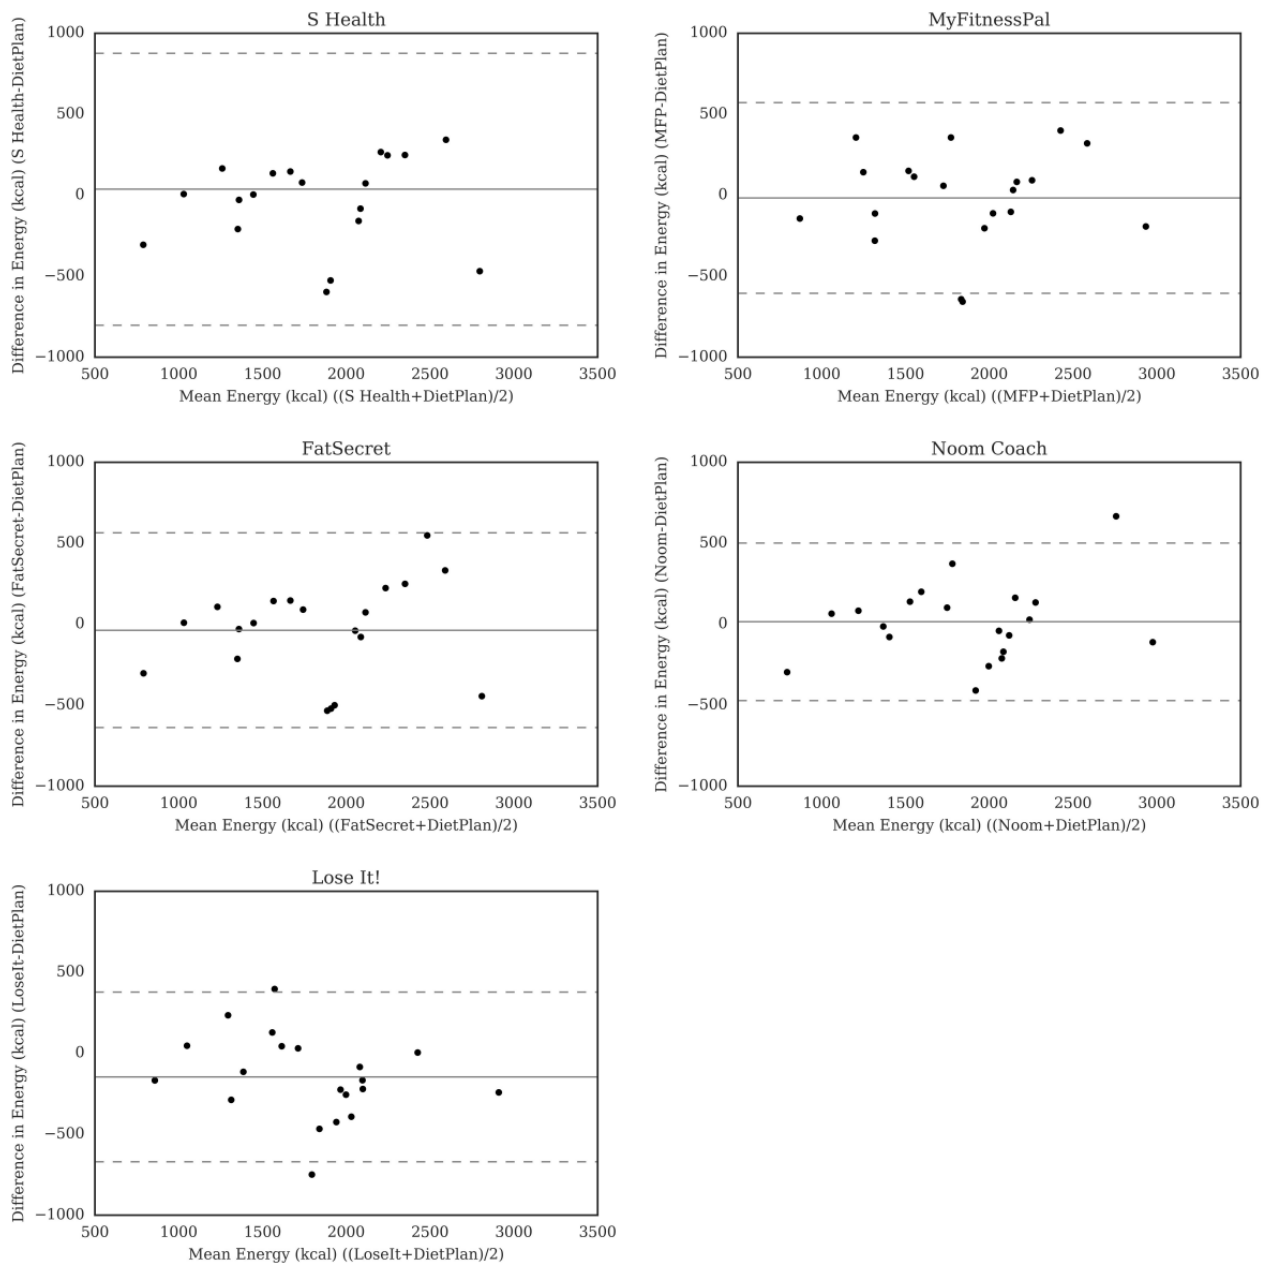 S Health
1000
500
0
−500
−1000
Difference in Energy (kcal) (S Health-DietPlan)
500 1000 1500 2000 2500 3000 3500
Mean Energy (kcal) ((S Health+DietPlan)/2)
MyFitnessPal
1000
500
0
−500
−1000
Difference in Energy (kcal) (MFP-DietPlan)
500 1000 1500 2000 2500 3000 3500
Mean Energy (kcal) ((MFP+DietPlan)/2)
FatSecret
1000
500
0
−500
−1000
Difference in Energy (kcal) (FatSecret-DietPlan)
500 1000 1500 2000 2500 3000 3500
Mean Energy (kcal) ((FatSecret+DietPlan)/2)
Noom Coach
1000
500
0
−500
−1000
Difference in Energy (kcal) (Noom-DietPlan)
500 1000 1500 2000 2500 3000 3500
Mean Energy (kcal) ((Noom+DietPlan)/2)
Lose It!
1000
500
0
−500
−1000
Difference in Energy (kcal) (LoseIt-DietPlan)
500 1000 1500 2000 2500 3000 3500
Mean Energy (kcal) ((LoseIt+DietPlan)/2)